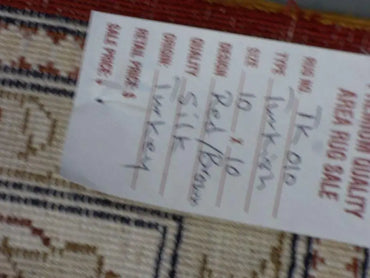 PREMIUM QUALITY
AREA RUG SALE
RUG NO TK 010
TYPE Turkish
SIZE 10 x 10
DESIGN Red/Brown
QUALITY Silk
ORIGIN Turkey
RETAIL PRICE: $
SALE PRICE: $